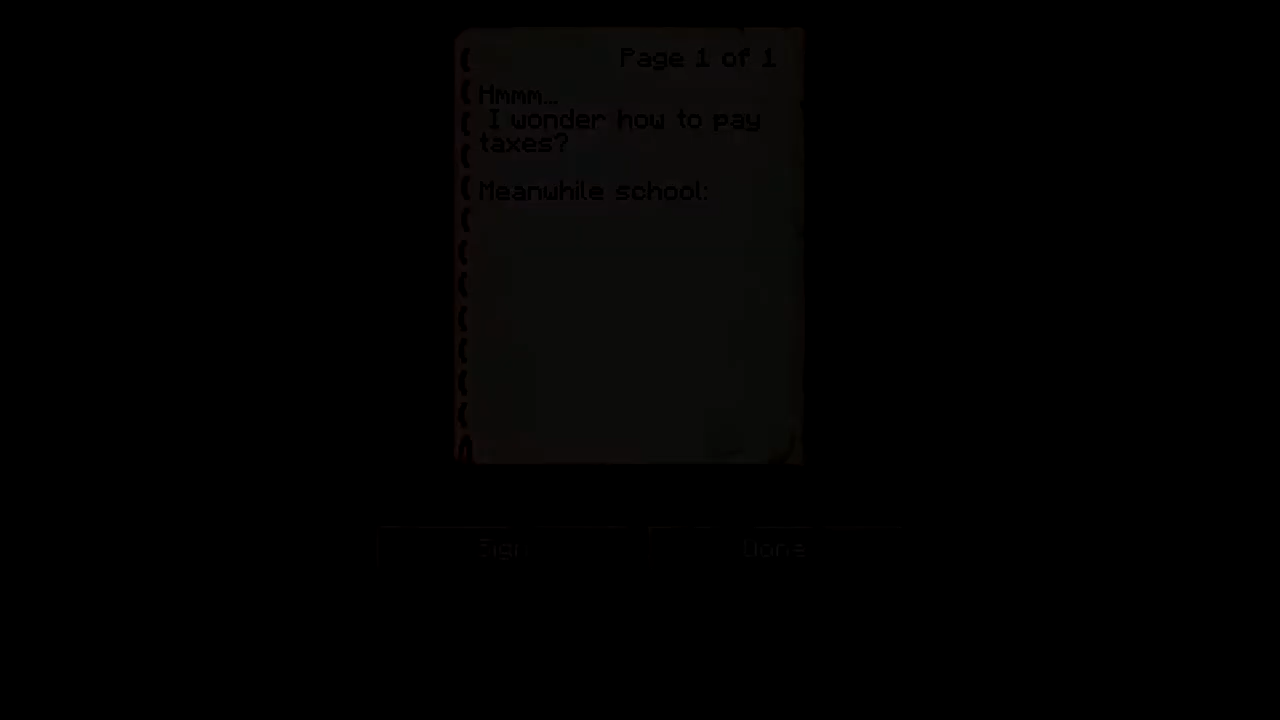 Page 1 of 1
Hmmm...
I wonder how to pay
taxes?
Meanwhile school:
Sign
Done